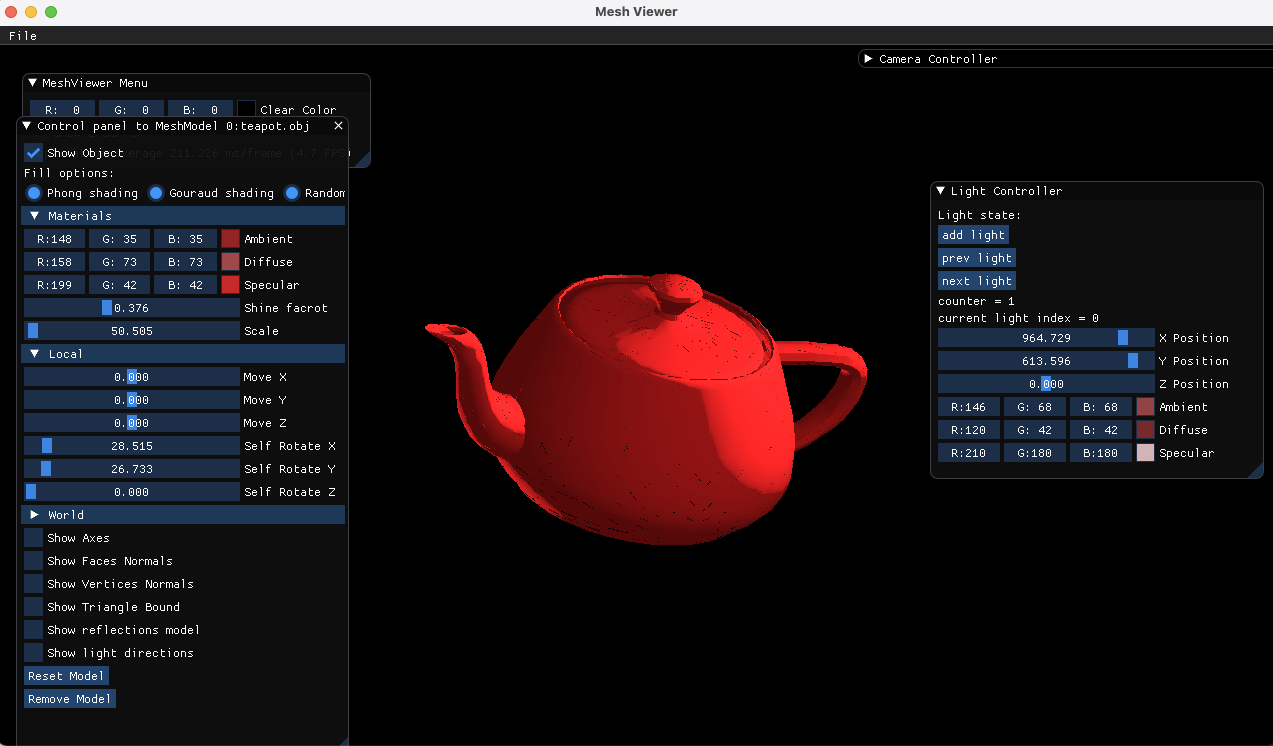 Mesh Viewer
File
Camera Controller
MeshViewer Menu
R: 0 G: 0 B: 0 Clear Color
Control panel to MeshModel 0:teapot.obj
Show Object
211.226 ms/frame (4.7 FPS)
Fill options:
Phong shading Gouraud shading Random
Materials
R:148 G: 35 B: 35 Ambient
R:158 G: 73 B: 73 Diffuse
R:199 G: 42 B: 42 Specular
0.376 Shine facrot
50.505 Scale
Local
0.000 Move X
0.000 Move Y
0.000 Move Z
28.515 Self Rotate X
26.733 Self Rotate Y
0.000 Self Rotate Z
World
Show Axes
Show Faces Normals
Show Vertices Normals
Show Triangle Bound
Show reflections model
Show light directions
Reset Model
Remove Model
Light Controller
Light state:
add light
prev light
next light
counter = 1
current light index = 0
964.729 X Position
613.596 Y Position
0.000 Z Position
R:146 G: 68 B: 68 Ambient
R:120 G: 42 B: 42 Diffuse
R:210 G:180 B:180 Specular